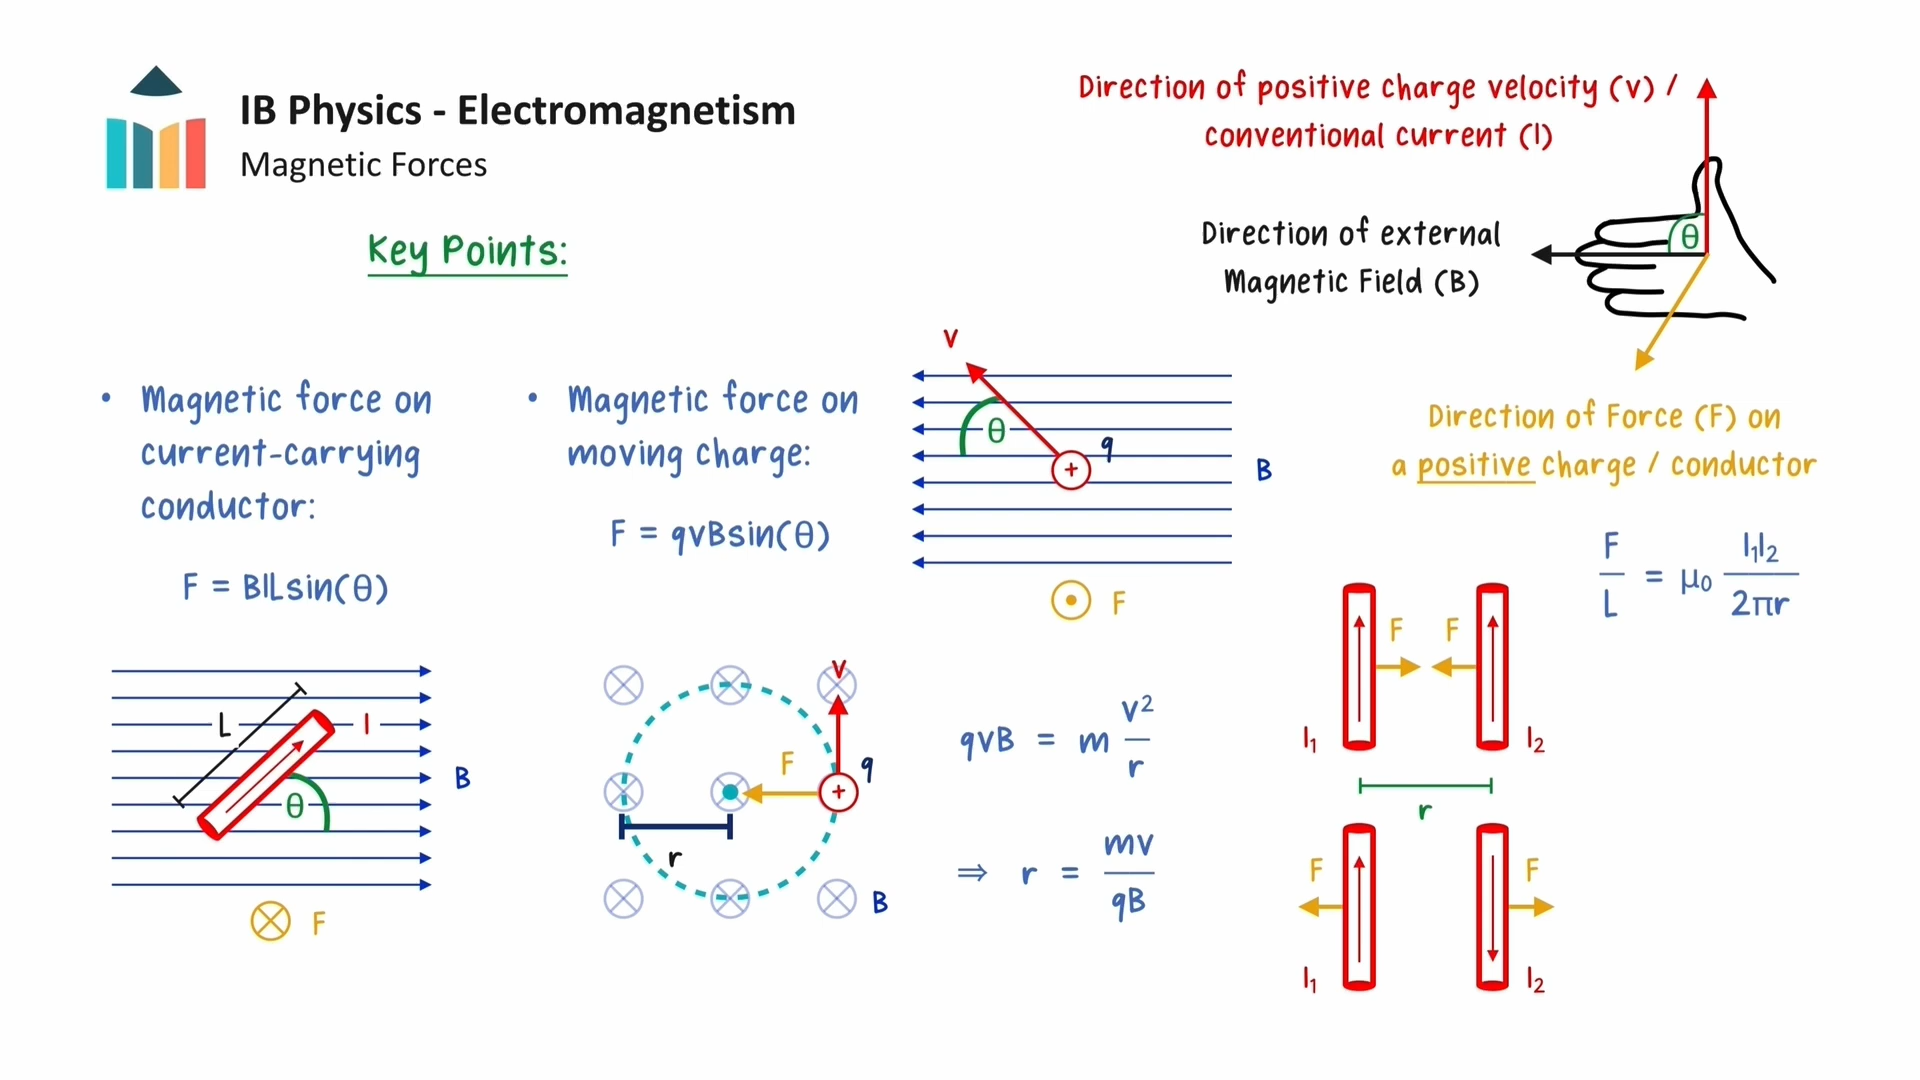 IB Physics - Electromagnetism
Magnetic Forces
Key Points:
Direction of positive charge velocity (v) /
conventional current (I)
Direction of external
Magnetic Field (B)
θ
Direction of Force (F) on
a positive charge / conductor
• Magnetic force on
current-carrying
conductor:
F = BILsin(θ)
L
I
θ
B
F
• Magnetic force on
moving charge:
F = qvBsin(θ)
v
θ
q
B
F
v
F
q
r
B
qvB = m v²/r
⇒ r = mv/qB
F/L = μ₀ I₁I₂/2πr
F F
I₁ I₂
r
F F
I₁ I₂